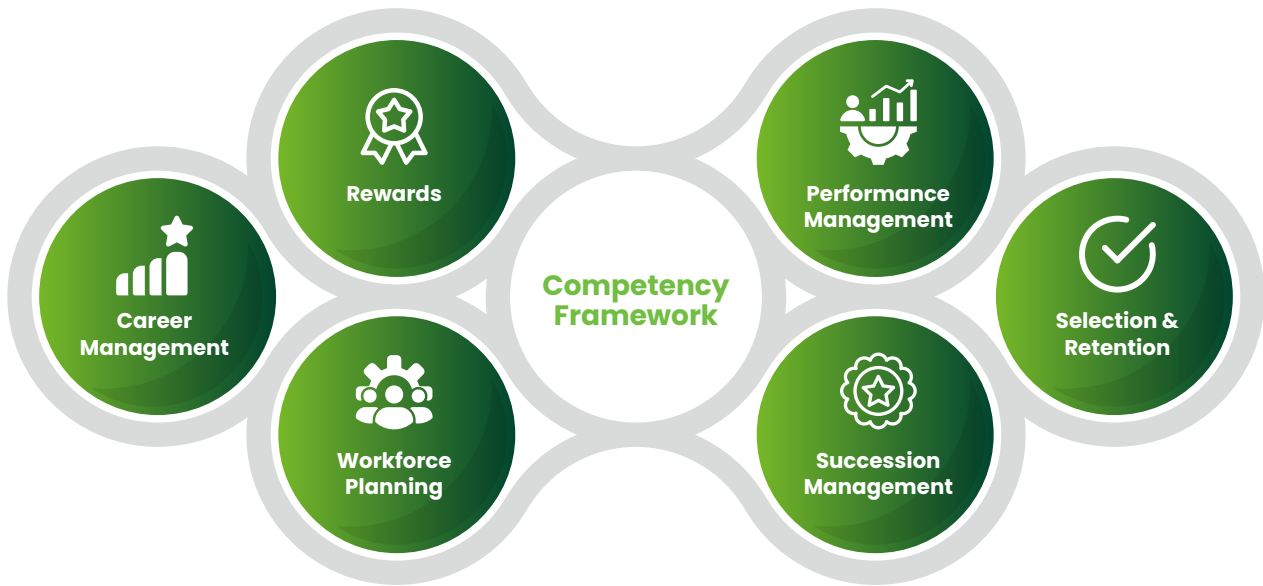 Rewards
Performance
Management
Career
Management
Competency
Framework
Selection &
Retention
Workforce
Planning
Succession
Management